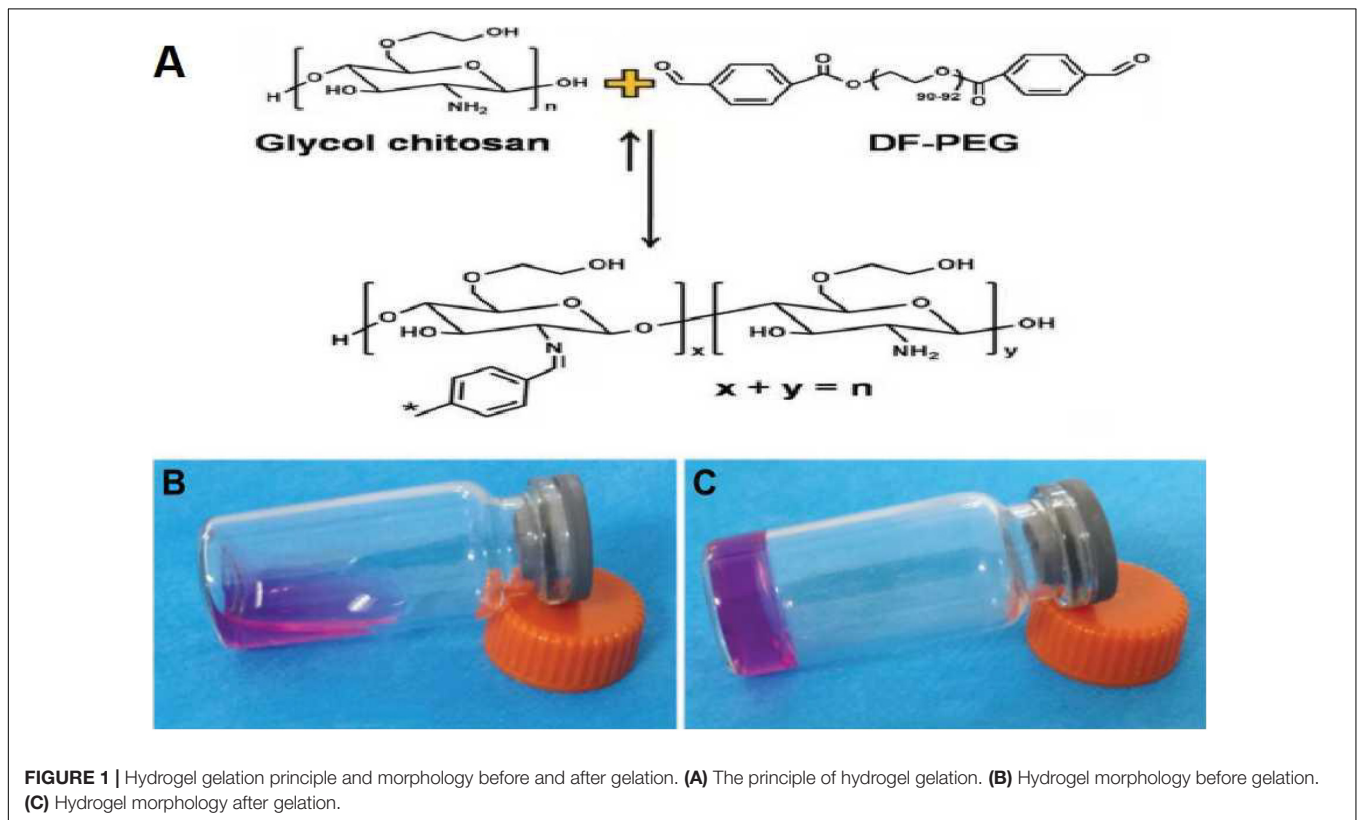 A
OH
O
O
H
O
HO
NH2
OH
n
Glycol chitosan
O
O
O
O
90-92
O
O
DF-PEG
OH
O
O
H
O
HO
N
O
x
OH
O
O
HO
NH2
OH
y
*
x + y = n
B
C
FIGURE 1 | Hydrogel gelation principle and morphology before and after gelation. (A) The principle of hydrogel gelation. (B) Hydrogel morphology before gelation.
(C) Hydrogel morphology after gelation.